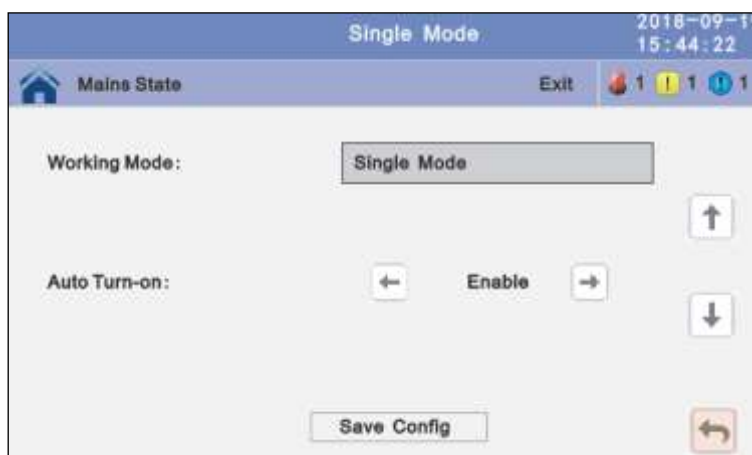 Single Mode
2018-09-1
15:44:22
Mains State Exit 1 ! 1 ! 1
Working Mode: Single Mode
Auto Turn-on: Enable
Save Config